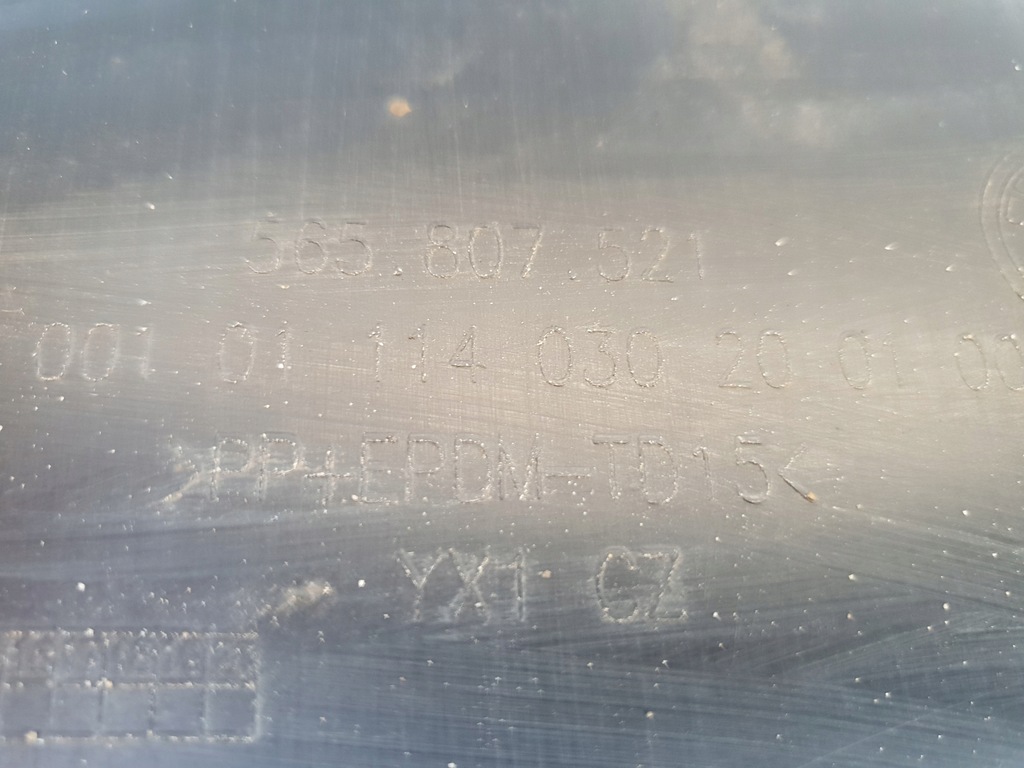 565.807.521
001 01 114 030 20 01 00
>PP+EPDM-TD15<
YX1 CZ